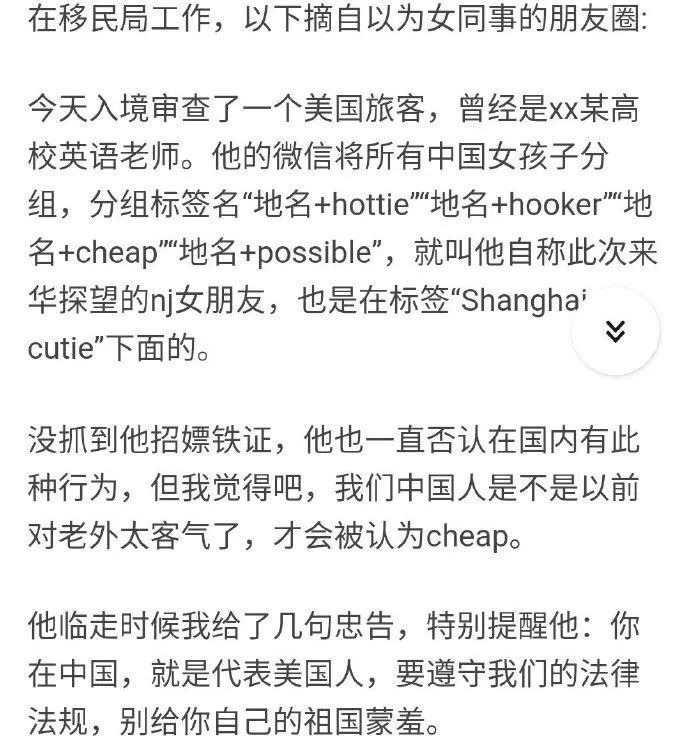 在移民局工作，以下摘自以为女同事的朋友圈:
今天入境审查了一个美国旅客，曾经是xx某高
校英语老师。他的微信将所有中国女孩子分
组，分组标签名“地名+hottie”“地名+hooker”“地
名+cheap”“地名+possible”，就叫他自称此次来
华探望的nj女朋友，也是在标签“Shanghai
cutie”下面的。
没抓到他招嫖铁证，他也一直否认在国内有此
种行为，但我觉得吧，我们中国人是不是以前
对老外太客气了，才会被认为cheap。
他临走时候我给了几句忠告，特别提醒他：你
在中国，就是代表美国人，要遵守我们的法律
法规，别给你自己的祖国蒙羞。